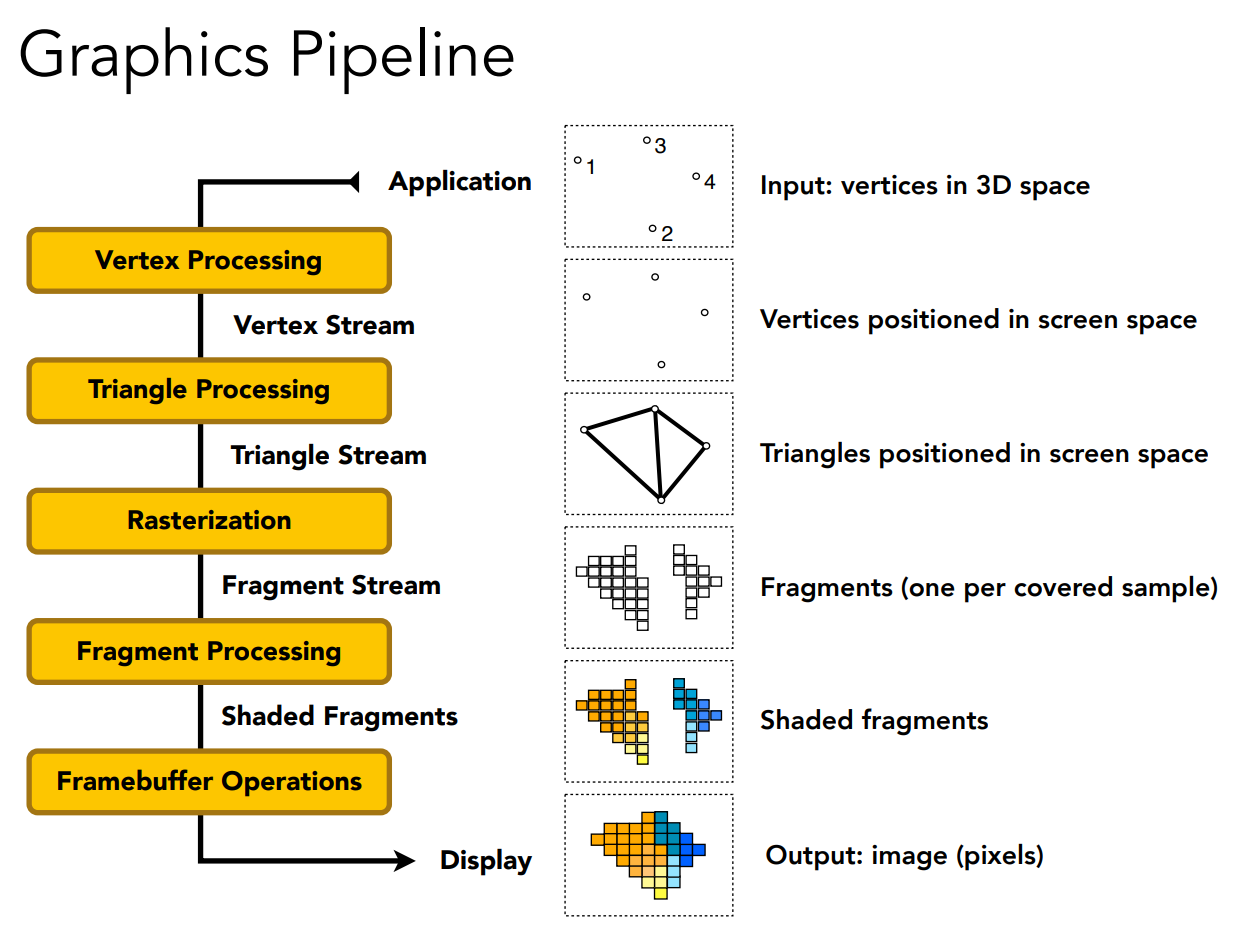 Graphics Pipeline
Application
3
1
4
2
Input: vertices in 3D space
Vertex Processing
Vertex Stream
Vertices positioned in screen space
Triangle Processing
Triangle Stream
Triangles positioned in screen space
Rasterization
Fragment Stream
Fragments (one per covered sample)
Fragment Processing
Shaded Fragments
Shaded fragments
Framebuffer Operations
Display
Output: image (pixels)